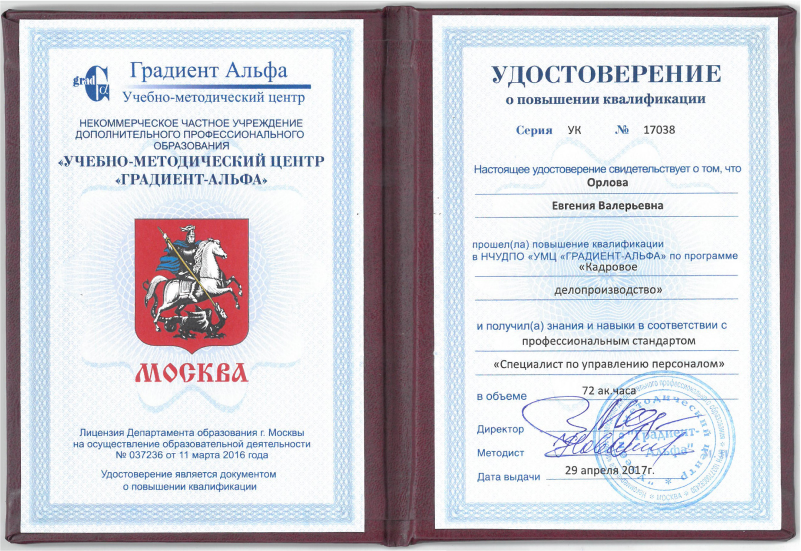 grad α
Градиент Альфа
Учебно-методический центр
НЕКОММЕРЧЕСКОЕ ЧАСТНОЕ УЧРЕЖДЕНИЕ
ДОПОЛНИТЕЛЬНОГО ПРОФЕССИОНАЛЬНОГО
ОБРАЗОВАНИЯ
«УЧЕБНО-МЕТОДИЧЕСКИЙ ЦЕНТР
«ГРАДИЕНТ-АЛЬФА»
МОСКВА
Лицензия Департамента образования г. Москвы
на осуществление образовательной деятельности
№ 037236 от 11 марта 2016 года
Удостоверение является документом
о повышении квалификации
УДОСТОВЕРЕНИЕ
о повышении квалификации
Серия УК № 17038
Настоящее удостоверение свидетельствует о том, что
Орлова
Евгения Валерьевна
прошел(ла) повышение квалификации
в НЧУДПО «УМЦ «ГРАДИЕНТ-АЛЬФА» по программе
«Кадровое
делопроизводство»
и получил(а) знания и навыки в соответствии с
профессиональным стандартом
«Специалист по управлению персоналом»
в объеме 72 ак.часа
Директор
Методист
Дата выдачи 29 апреля 2017г.
"Градиент-
Альфа"